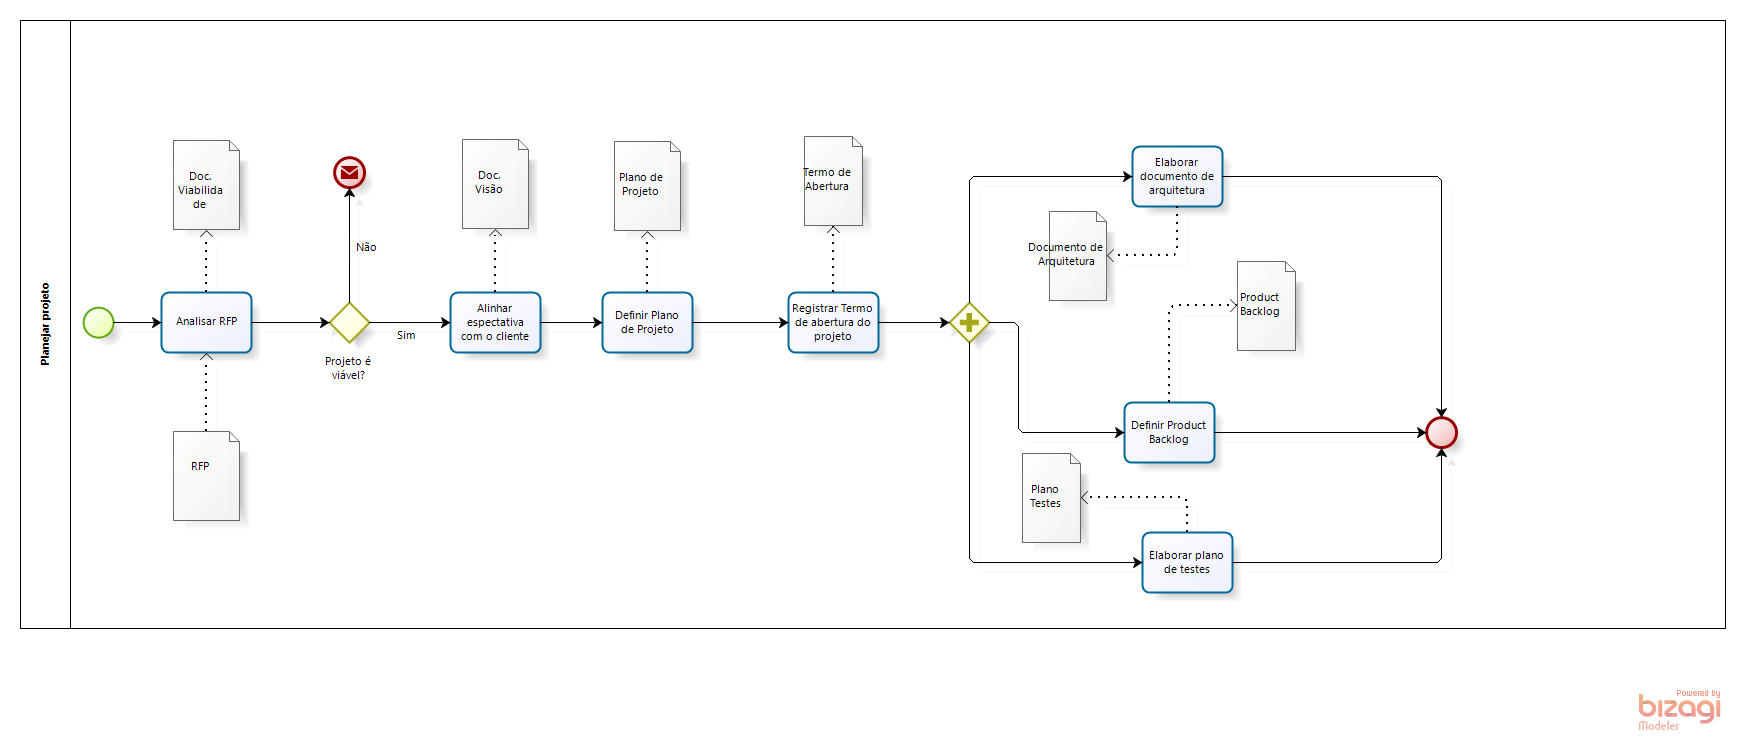 Planejar projeto
Doc.
Viabilida
de
Analisar RFP
RFP
Não
Sim
Projeto é
viável?
Doc.
Visão
Alinhar
espectativa
com o cliente
Plano de
Projeto
Definir Plano
de Projeto
Termo de
Abertura
Registrar Termo
de abertura do
projeto
Elaborar
documento de
arquitetura
Documento de
Arquitetura
Product
Backlog
Definir Product
Backlog
Plano
Testes
Elaborar plano
de testes
Powered by
bizagi
Modeler